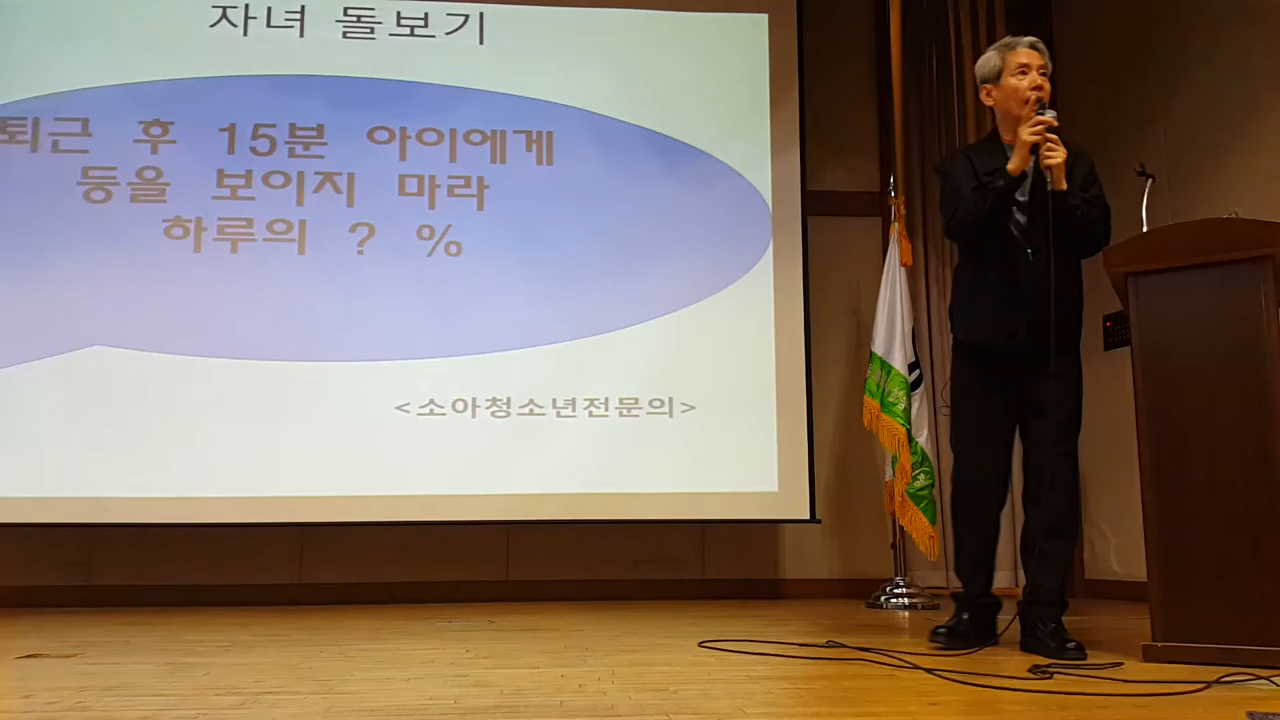 자녀 돌보기
퇴근 후 15분 아이에게
등을 보이지 마라
하루의 ? %
<소아청소년전문의>